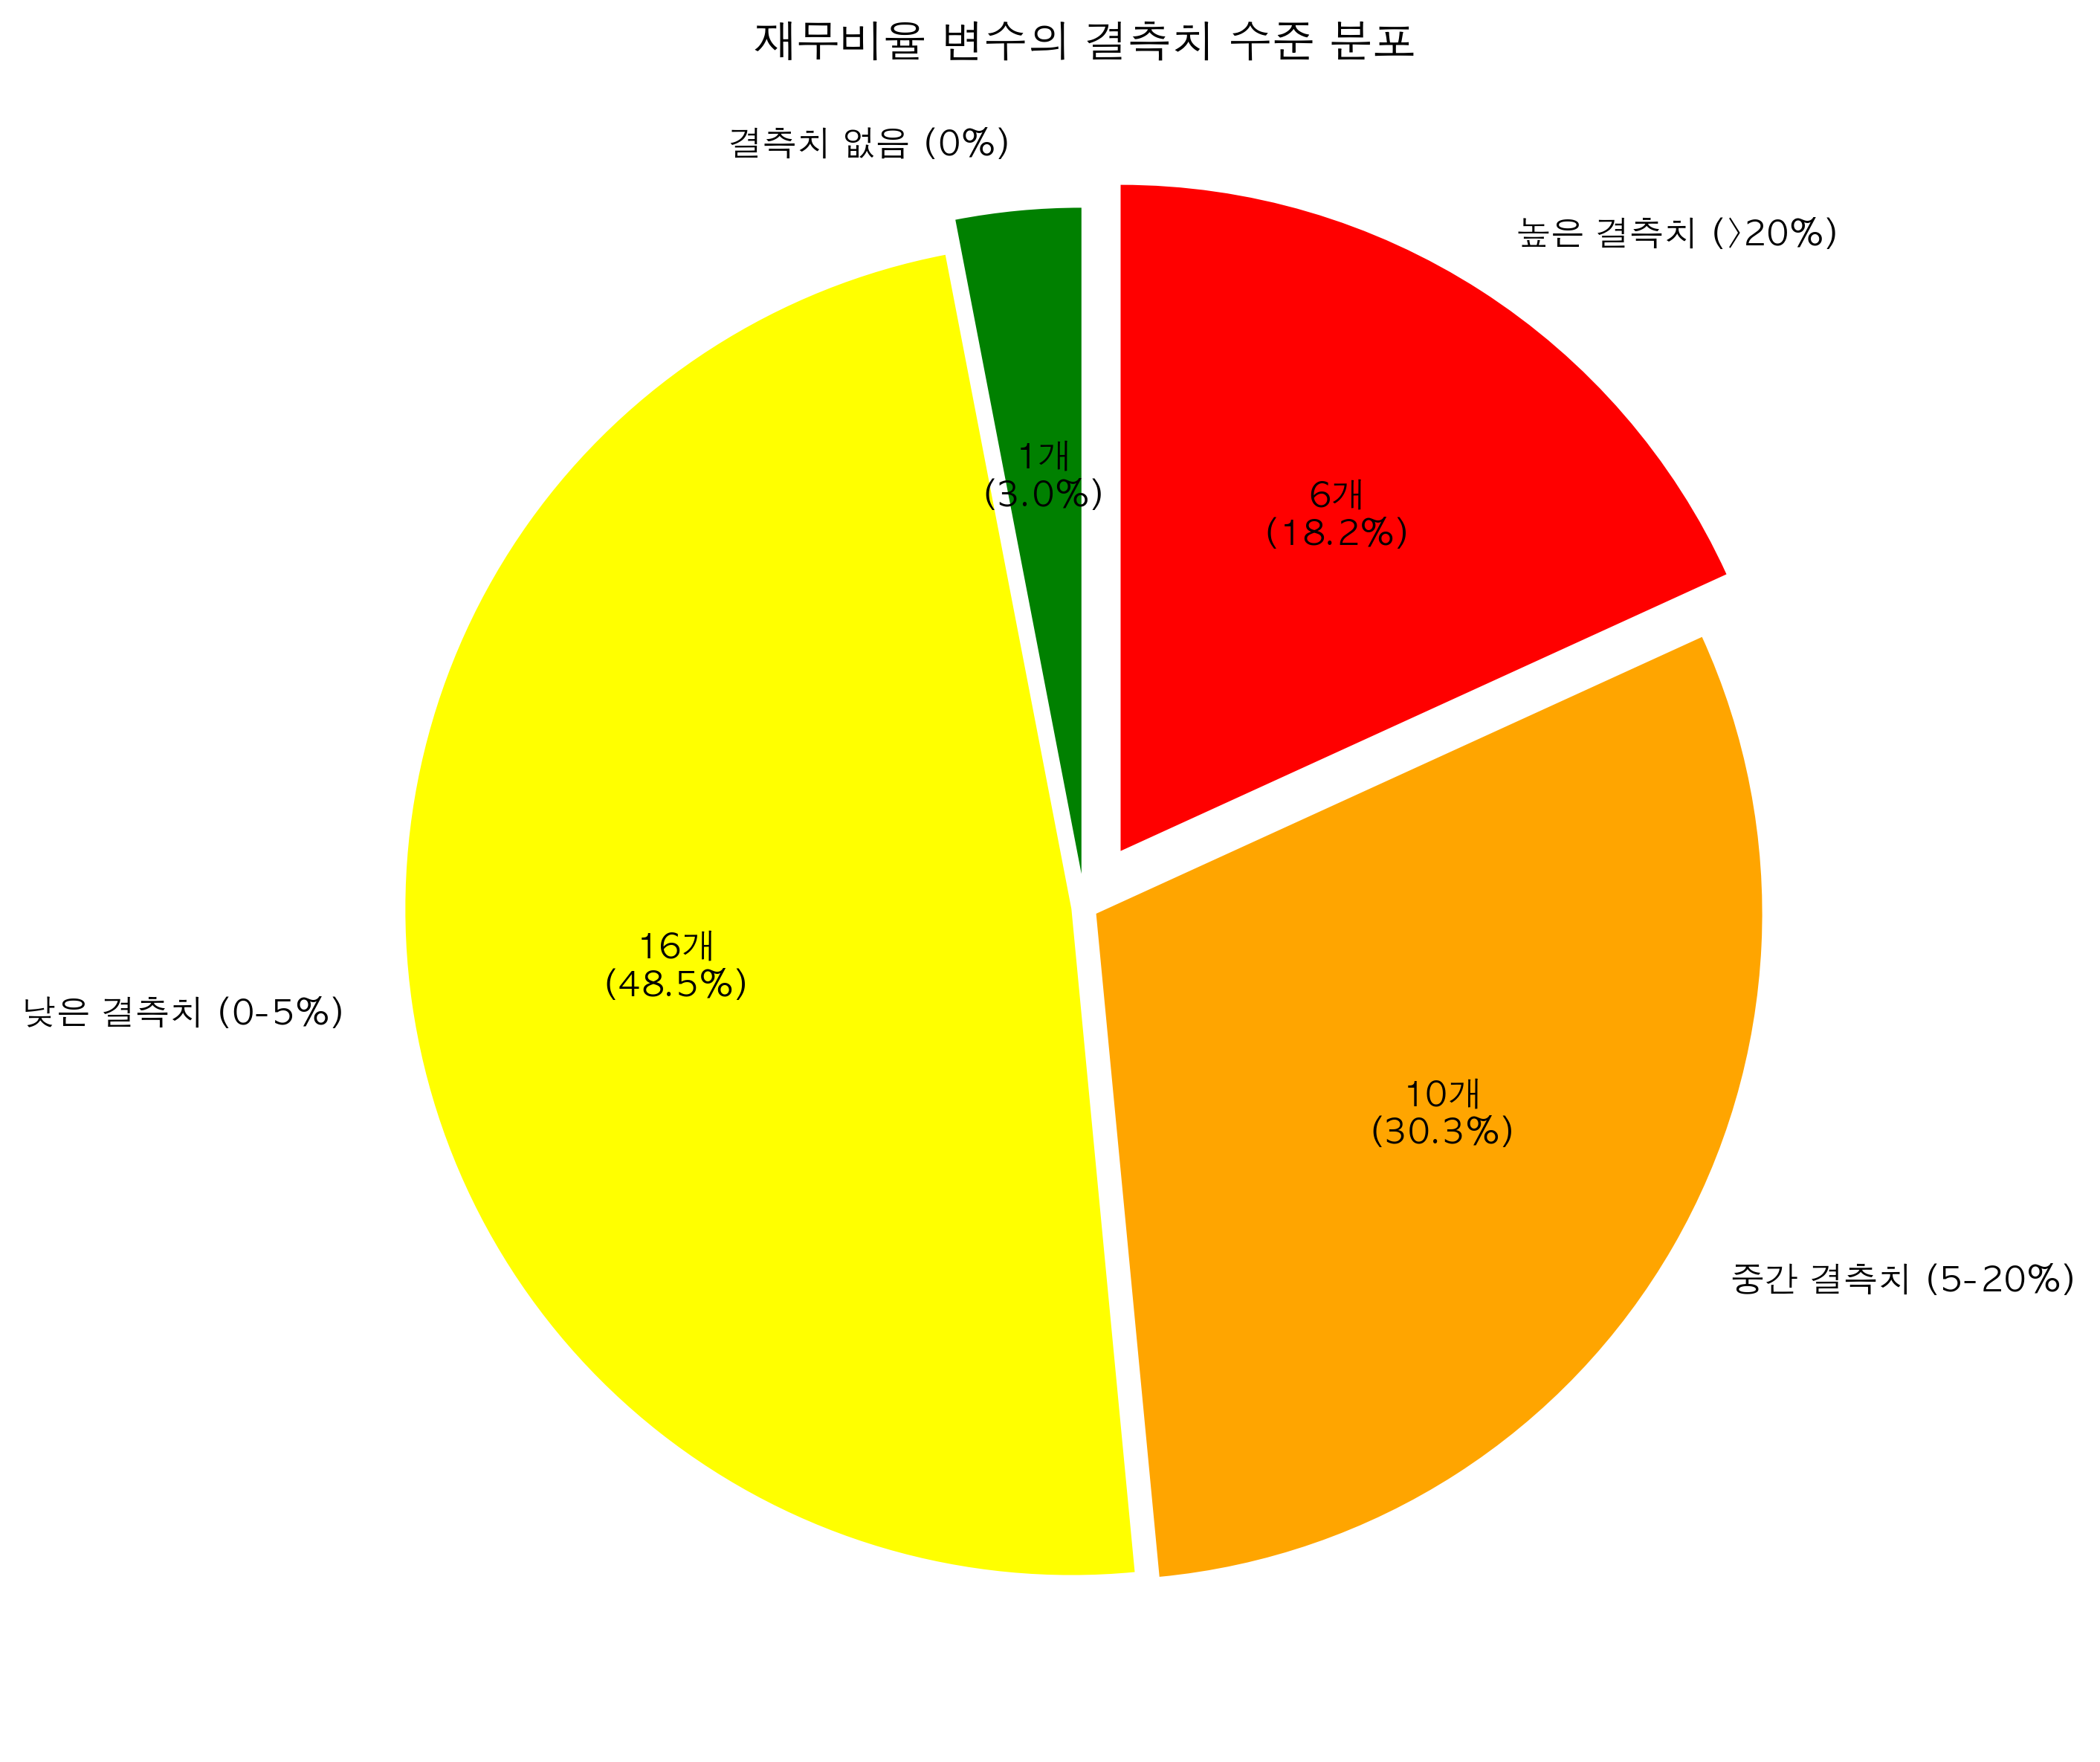 재무비율 변수의 결측치 수준 분포
결측치 없음 (0%)
높은 결측치 (>20%)
1개
(3.0%)
6개
(18.2%)
16개
(48.5%)
낮은 결측치 (0-5%)
10개
(30.3%)
중간 결측치 (5-20%)